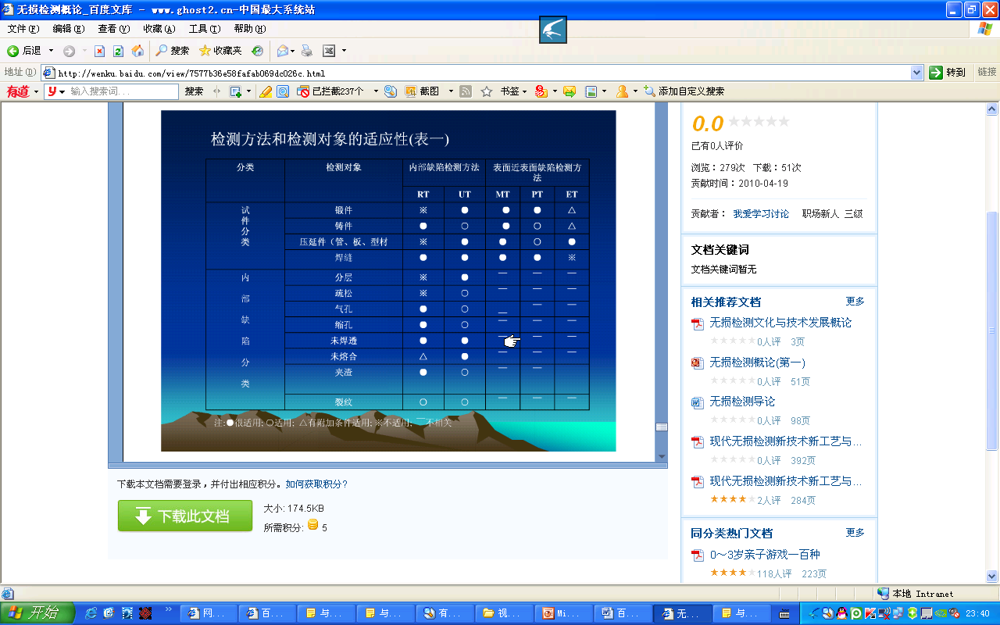 无损检测概论_百度文库 - www.ghost2.cn-中国最大系统站
文件(F) 编辑(E) 查看(V) 收藏(A) 工具(T) 帮助(H)
后退 搜索 收藏夹
地址(D) http://wenku.baidu.com/view/7577b36e58fafab069dc026c.html 转到 链接
有道 输入搜索词... 搜索 已拦截237个 截图 书签 添加自定义搜索
检测方法和检测对象的适应性(表一)
分类 检测对象 内部缺陷检测方法 表面近表面缺陷检测方法
RT UT MT PT ET
试件分类
锻件 ※ ● ● ● △
铸件 ● ○ ● ○ △
压延件（管、板、型材 ※ ● ● ○ ●
焊缝 ● ● ● ● ※
内部缺陷分类
分层 ※ ● — — —
疏松 ※ ○ — — —
气孔 ● ○ — — —
缩孔 ● ○ — — —
未焊透 ● ● — — —
未熔合 △ ● — — —
夹渣 ● ○ — —
裂纹 ○ ○ — — —
注:●很适用;○适用; △有附加条件适用;※不适用;—不相关
下载本文档需要登录，并付出相应积分。如何获取积分?
下载此文档
大小: 174.5KB
所需积分: 5
0.0
已有0人评价
浏览：279次 下载：51次
贡献时间：2010-04-19
贡献者： 我爱学习讨论 职场新人 三级
文档关键词
文档关键词暂无
相关推荐文档 更多
无损检测文化与技术发展概论
0人评 3页
无损检测概论(第一)
0人评 51页
无损检测导论
0人评 98页
现代无损检测新技术新工艺与...
0人评 392页
现代无损检测新技术新工艺与...
2人评 284页
同分类热门文档 更多
0～3岁亲子游戏一百种
118人评 223页
本地 Intranet
开始 网... 百... 与... 与... 有... 视... Mi... 百... 无... 与... 23:40